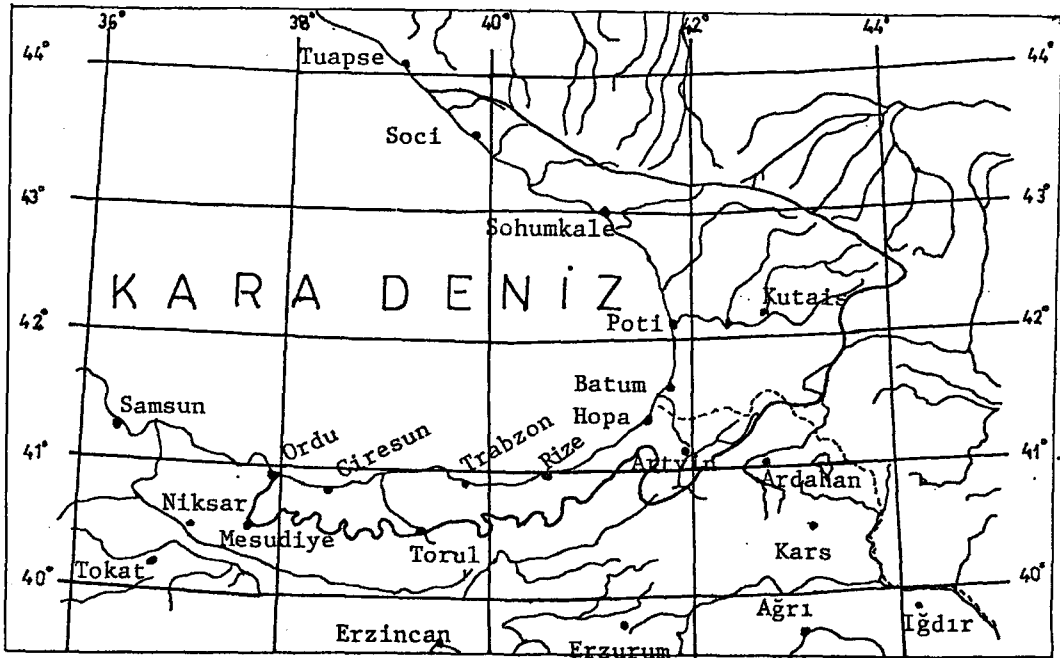 36° 38° 40° 42° 44°
44° 44°
Tuapse
Soci
43° 43°
Sohumkale
KARA DENİZ
Kutais
42° Poti 42°
Batum
Samsun Hopa
41° Ordu Giresun Trabzon Rize Artvin Ardahan 41°
Niksar
Mesudiye
Torul Kars
Tokat
40° 40°
Ağrı
Iğdır
Erzincan Erzurum